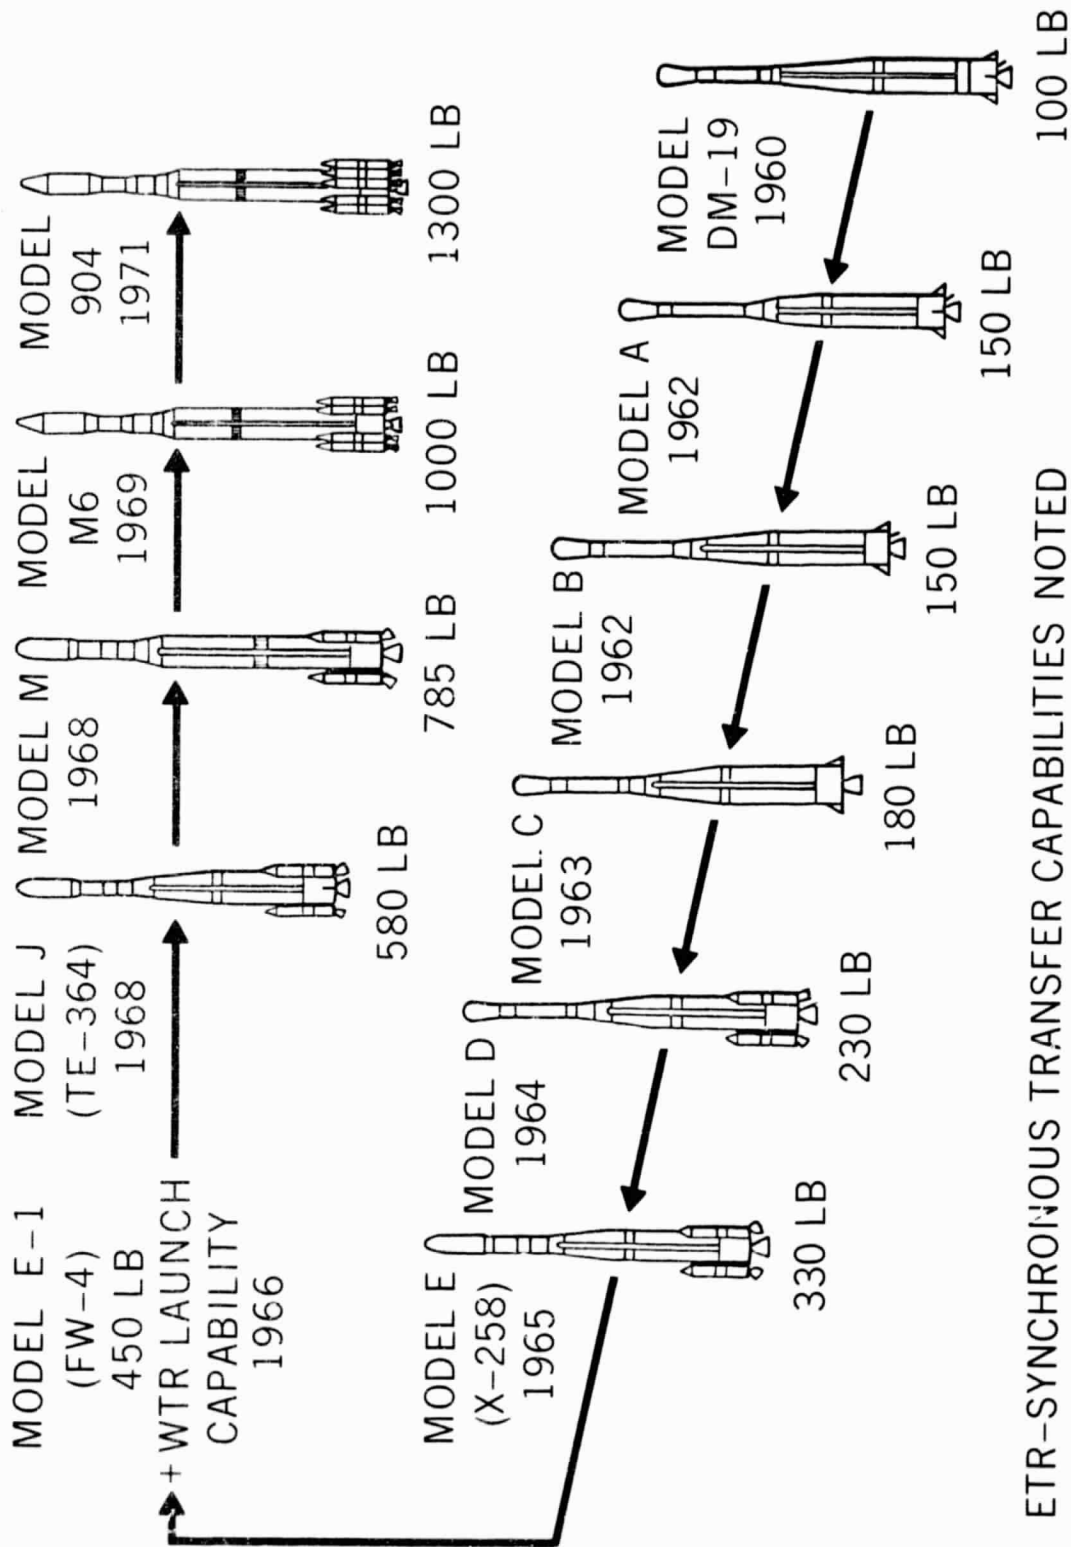 MODEL E-1
(FW-4)
450 LB
+ WTR LAUNCH
CAPABILITY
1966
MODEL J
(TE-364)
1968
580 LB
MODEL M
1968
785 LB
MODEL
M6
1969
1000 LB
MODEL
904
1971
1300 LB
MODEL E
(X-258)
1965
330 LB
MODEL D
1964
230 LB
MODEL C
1963
180 LB
MODEL B
1962
150 LB
MODEL A
1962
150 LB
MODEL
DM-19
1960
100 LB
ETR-SYNCHRONOUS TRANSFER CAPABILITIES NOTED